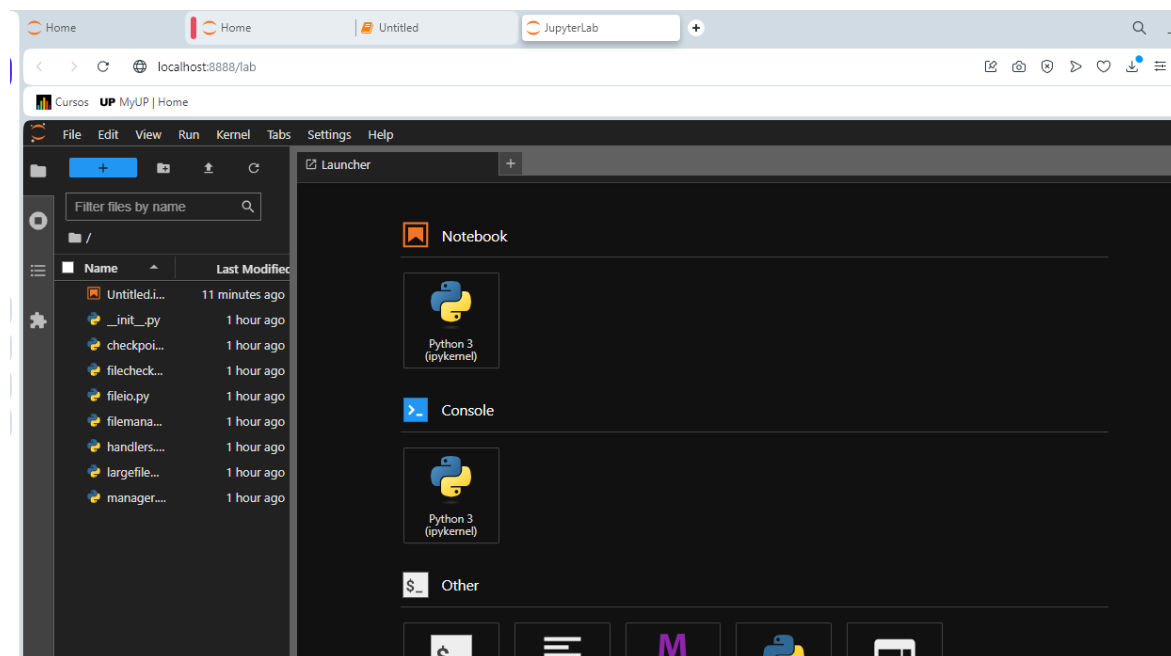 Home
Home
Untitled
JupyterLab
localhost:8888/lab
Cursos UP MyUP | Home
File Edit View Run Kernel Tabs Settings Help
Launcher
Filter files by name
/
Name Last Modified
Untitled.i... 11 minutes ago
__init__.py 1 hour ago
checkpoi... 1 hour ago
filecheck... 1 hour ago
fileio.py 1 hour ago
filemana... 1 hour ago
handlers.... 1 hour ago
largefile... 1 hour ago
manager.... 1 hour ago
Notebook
Python 3
(ipykernel)
>_ Console
Python 3
(ipykernel)
$_ Other
$_
M